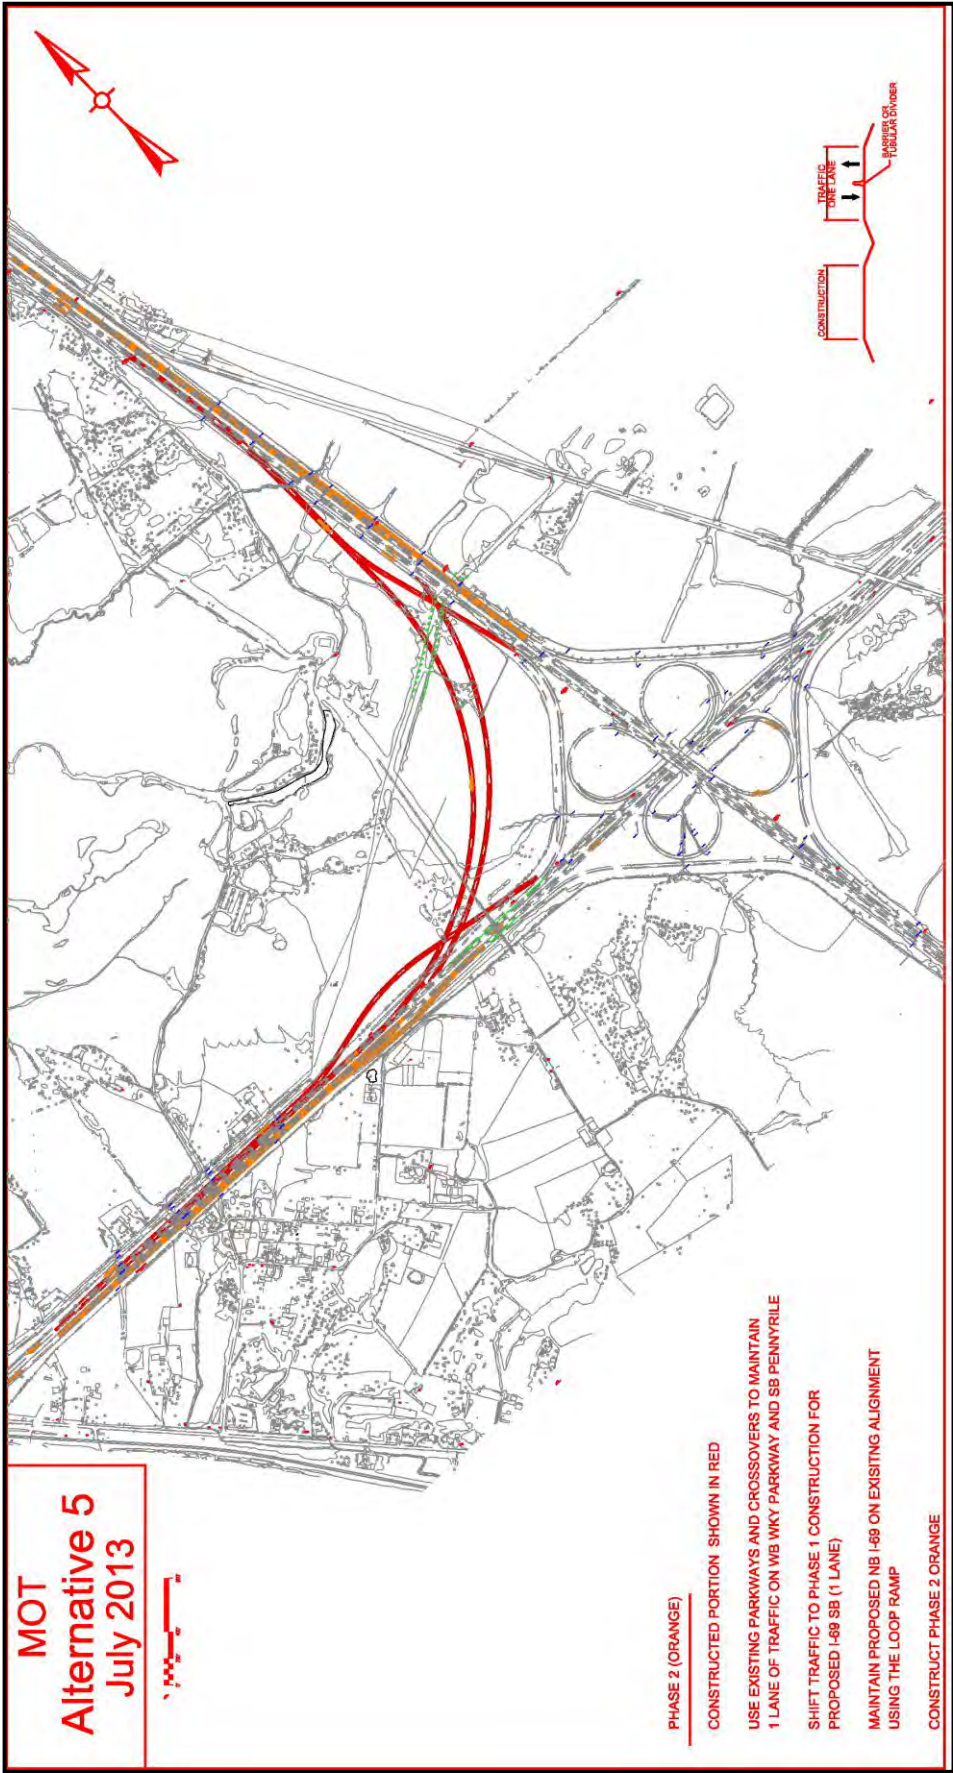 MOT
Alternative 5
July 2013
PHASE 2 (ORANGE)
CONSTRUCTED PORTION SHOWN IN RED
USE EXISTING PARKWAYS AND CROSSOVERS TO MAINTAIN
1 LANE OF TRAFFIC ON WB WKY PARKWAY AND SB PENNYRILE
SHIFT TRAFFIC TO PHASE 1 CONSTRUCTION FOR
PROPOSED I-69 SB (1 LANE)
MAINTAIN PROPOSED NB I-69 ON EXISITNG ALIGNMENT
USING THE LOOP RAMP
CONSTRUCT PHASE 2 ORANGE
CONSTRUCTION
TRAFFIC
ONE LANE
BARRIER OR
TUBULAR DIVIDER